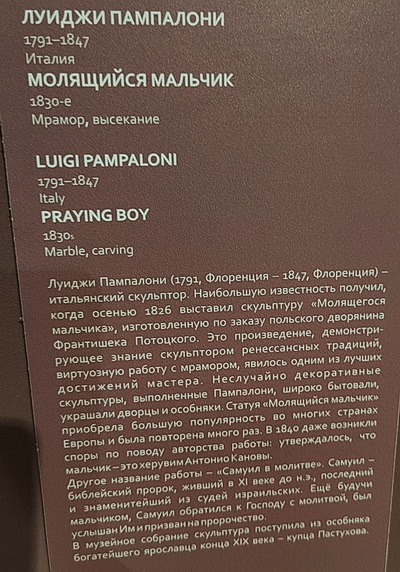 ЛУИДЖИ ПАМПАЛОНИ
1791–1847
Италия
МОЛЯЩИЙСЯ МАЛЬЧИК
1830-е
Мрамор, высекание
LUIGI PAMPALONI
1791–1847
Italy
PRAYING BOY
1830s
Marble, carving
Луиджи Пампалони (1791, Флоренция – 1847, Флоренция) –
итальянский скульптор. Наибольшую известность получил,
когда осенью 1826 выставил скульптуру «Молящегося
мальчика», изготовленную по заказу польского дворянина
Франтишека Потоцкого. Это произведение, демонстри-
рующее знание скульптором ренессансных традиций,
виртуозную работу с мрамором, явилось одним из лучших
достижений мастера. Неслучайно декоративные
скульптуры, выполненные Пампалони, широко бытовали,
украшали дворцы и особняки. Статуя «Молящийся мальчик»
приобрела большую популярность во многих странах
Европы и была повторена много раз. В 1840 даже возникли
споры по поводу авторства работы: утверждалось, что
мальчик – это херувим Антонио Кановы.
Другое название работы – «Самуил в молитве». Самуил –
библейский пророк, живший в XI веке до н.э., последний
и знаменитейший из судей израильских. Ещё будучи
мальчиком, Самуил обратился к Господу с молитвой, был
услышан Им и призван на пророчество.
В музейное собрание скульптура поступила из особняка
богатейшего ярославца конца XIX века – купца Пастухова.